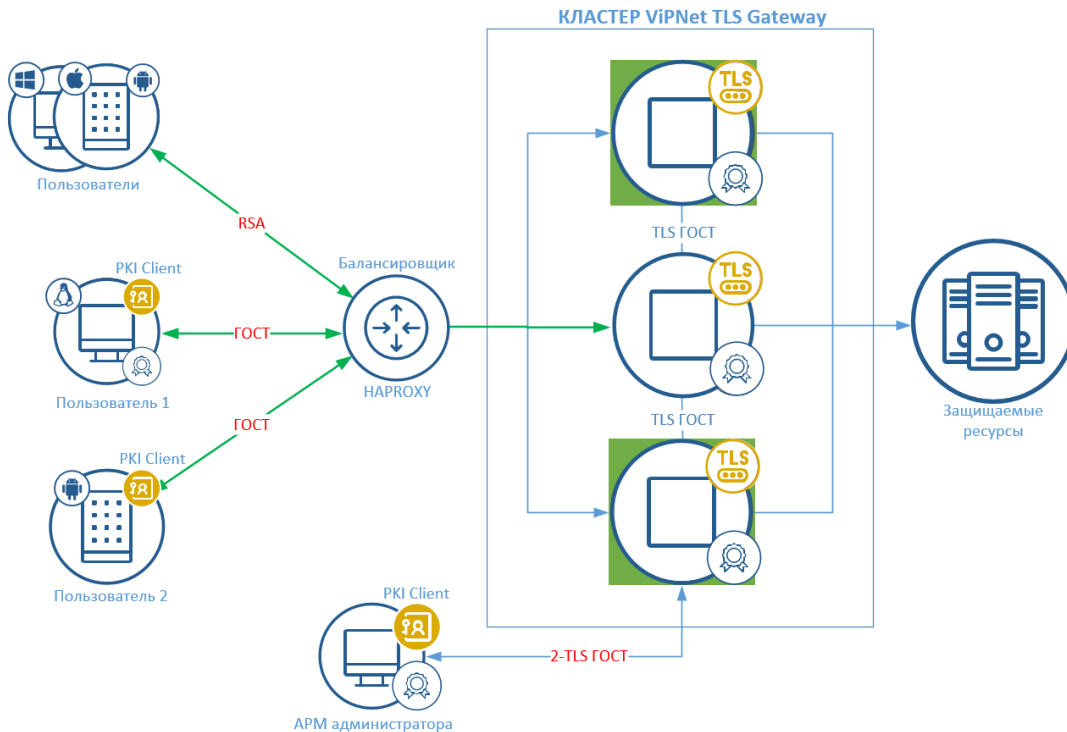 КЛАСТЕР ViPNet TLS Gateway
TLS
Пользователи
RSA
TLS ГОСТ
PKI Client
Балансировщик
TLS
ГОСТ
HAPROXY
Пользователь 1
Защищаемые
ресурсы
ГОСТ
TLS ГОСТ
PKI Client
TLS
Пользователь 2
PKI Client
2-TLS ГОСТ
АРМ администратора